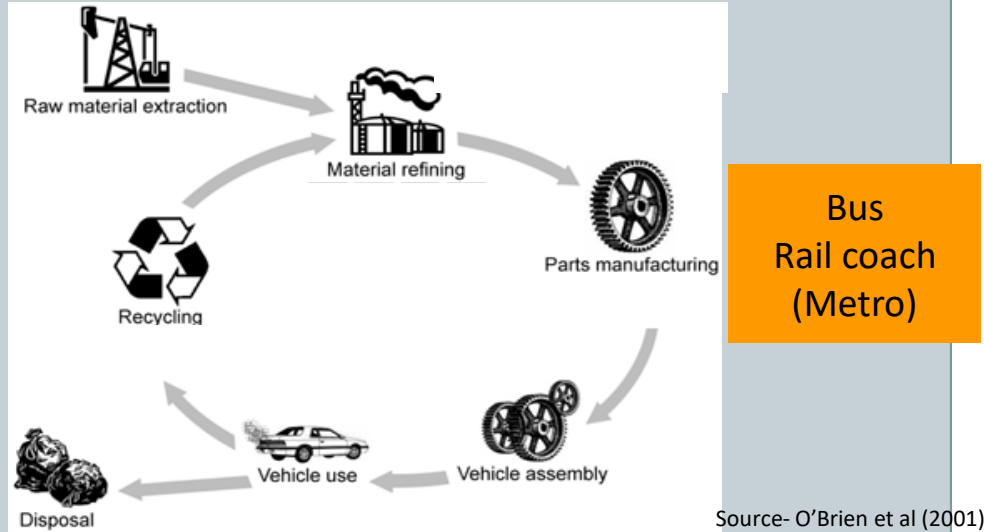 Raw material extraction
Material refining
Parts manufacturing
Bus
Rail coach
(Metro)
Recycling
Vehicle assembly
Vehicle use
Disposal
Source- O’Brien et al (2001)